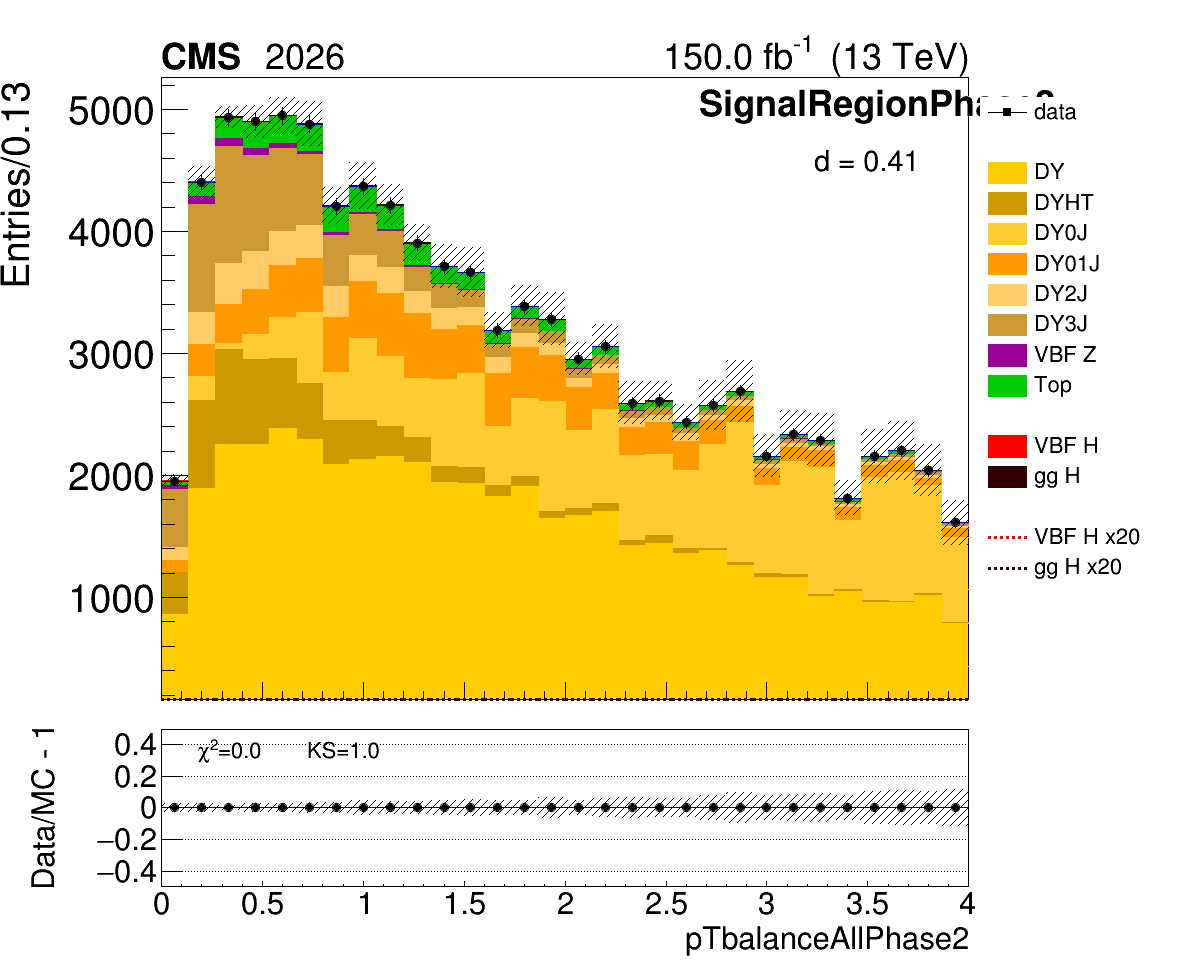 CMS 2026 150.0 fb-1 (13 TeV)
SignalRegionPhase2
d = 0.41
Entries/0.13
5000
4000
3000
2000
1000
data
DY
DYHT
DY0J
DY01J
DY2J
DY3J
VBF Z
Top
VBF H
gg H
VBF H x20
gg H x20
Data/MC - 1
χ²=0.0 KS=1.0
0.4
0.2
0
−0.2
−0.4
0 0.5 1 1.5 2 2.5 3 3.5 4
pTbalanceAllPhase2